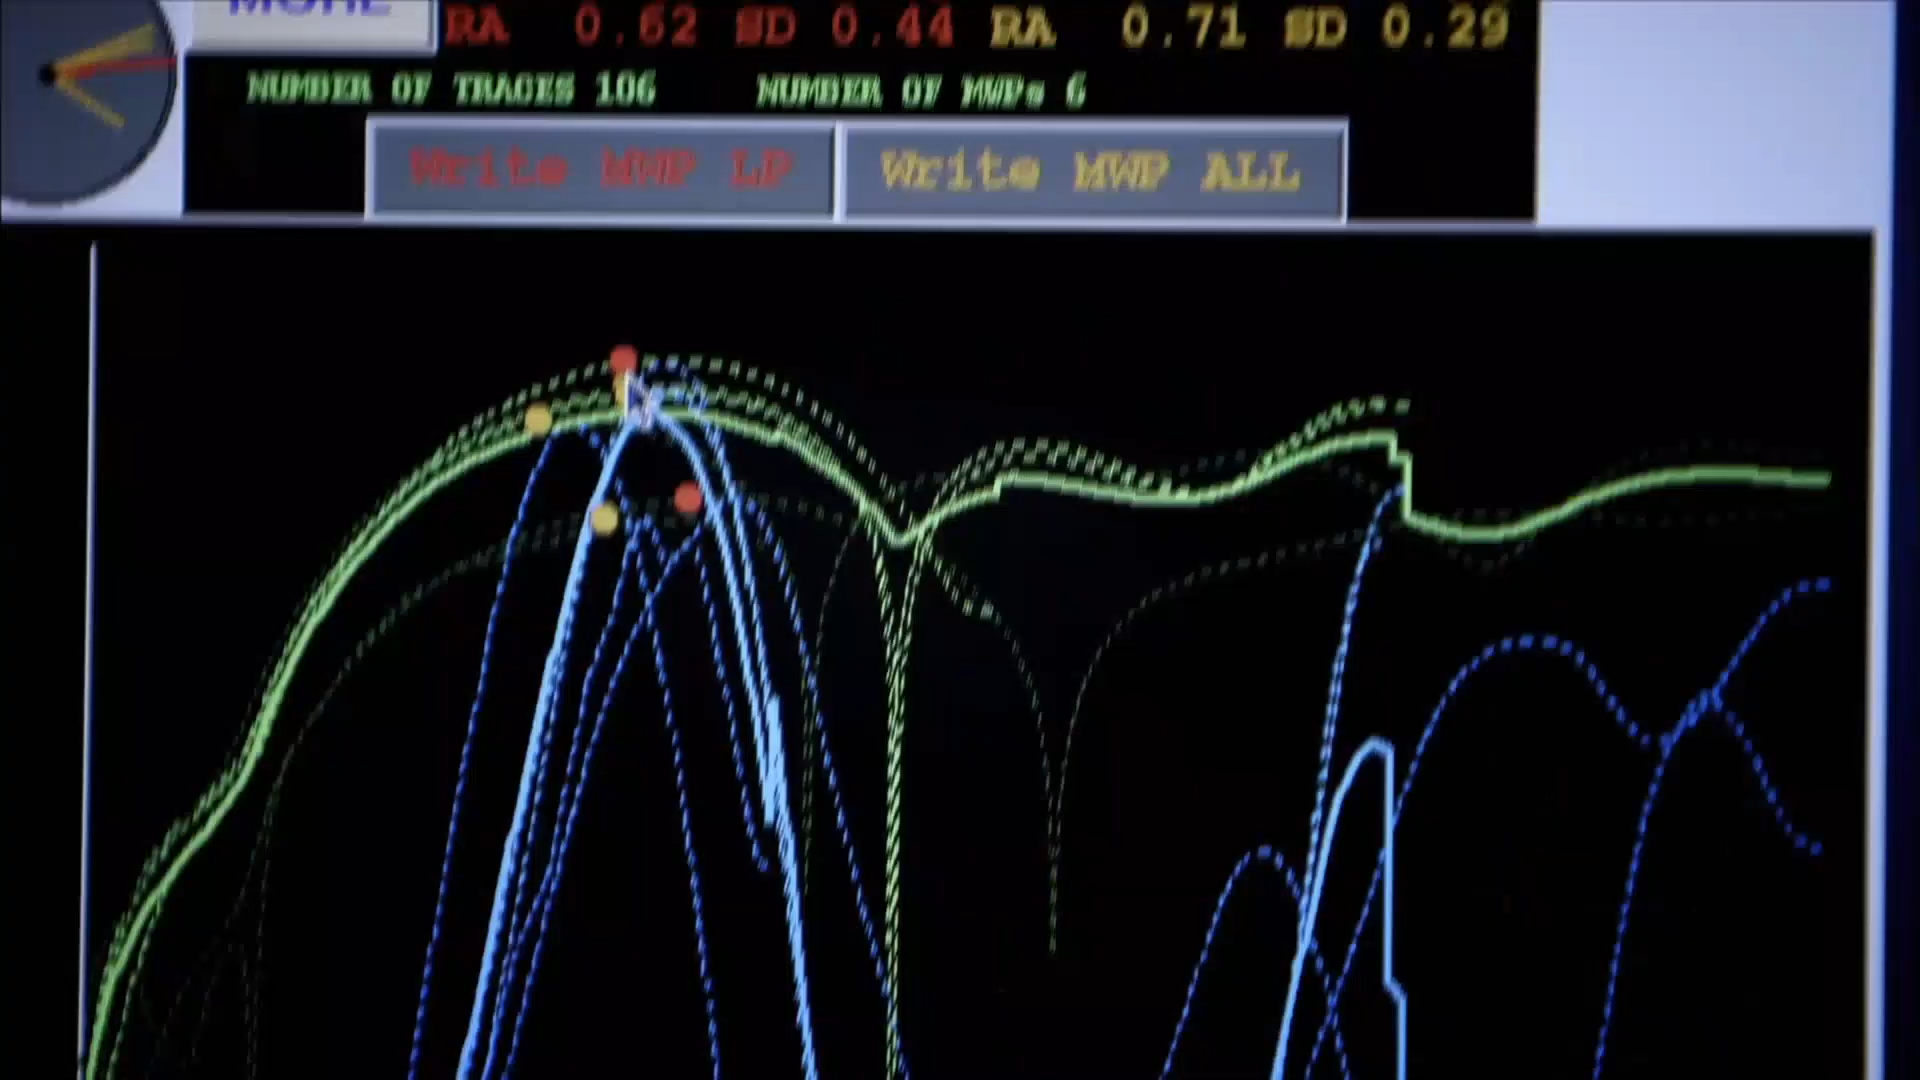 MORE
RA 0.62 SD 0.44 RA 0.71 SD 0.29
NUMBER OF TRACES 106 NUMBER OF MWPs 6
Write MWP LP Write MWP ALL